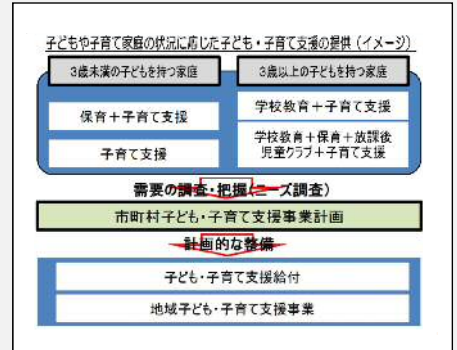 子どもや子育て家庭の状況に応じた子ども・子育て支援の提供（イメージ）
3歳未満の子どもを持つ家庭
3歳以上の子どもを持つ家庭
保育＋子育て支援
子育て支援
学校教育＋子育て支援
学校教育＋保育＋放課後
児童クラブ＋子育て支援
需要の調査・把握（ニーズ調査）
市町村子ども・子育て支援事業計画
計画的な整備
子ども・子育て支援給付
地域子ども・子育て支援事業